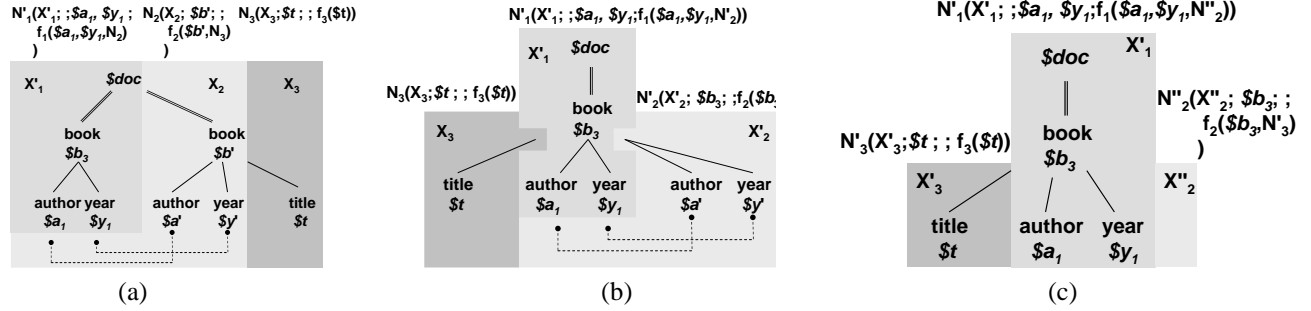 N'1(X'1; ;$a1, $y1 ;
f1($a1,$y1,N2)
)
N2(X2; $b' ; ;
f2($b',N3)
)
N3(X3;$t ; ; f3($t))
X'1
$doc
X2
X3
book
$b3
book
$b'
author
$a1
year
$y1
author
$a'
year
$y'
title
$t
(a)
N'1(X'1; ;$a1, $y1;f1($a1,$y1,N'2))
X'1
$doc
N3(X3;$t ; ; f3($t))
N'2(X'2; $b3; ;f2($b3
book
$b3
X3
X'2
title
$t
author
$a1
year
$y1
author
$a'
year
$y'
(b)
N'1(X'1; ;$a1, $y1;f1($a1,$y1,N''2))
X'1
$doc
N''2(X''2; $b3; ;
f2($b3,N'3)
)
N'3(X'3;$t ; ; f3($t))
book
$b3
X'3
X''2
title
$t
author
$a1
year
$y1
(c)